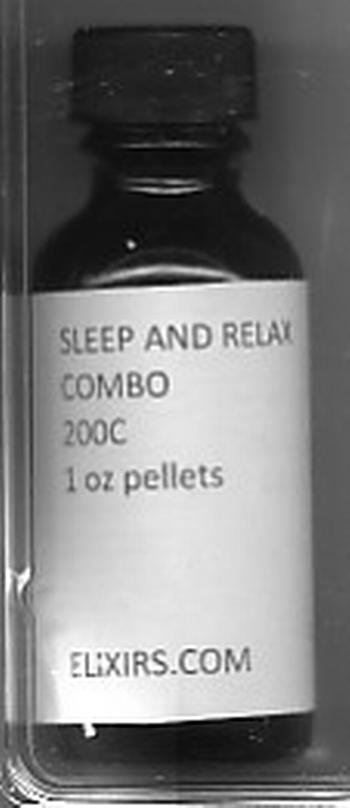 SLEEP AND RELAX
COMBO
200C
1 oz pellets
ELiXIRS.COM